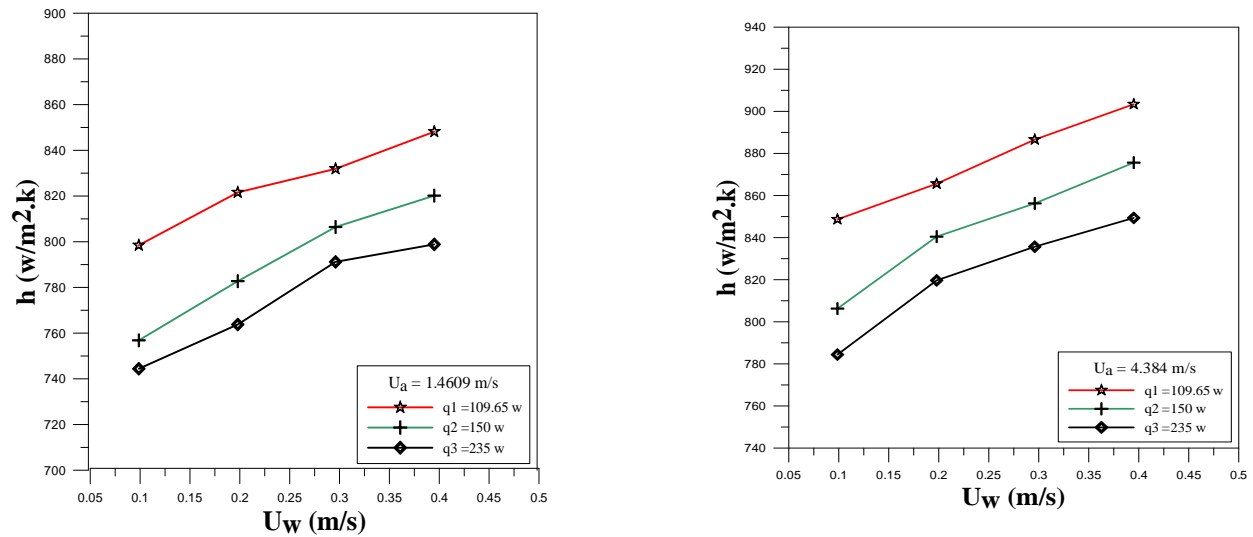 900
880
860
840
820
800
780
760
740
720
700
h (w/m2.k)
0.05 0.1 0.15 0.2 0.25 0.3 0.35 0.4 0.45 0.5
Uw (m/s)
Ua = 1.4609 m/s
q1 =109.65 w
q2 =150 w
q3 =235 w
940
920
900
880
860
840
820
800
780
760
740
h (w/m2.k)
0.05 0.1 0.15 0.2 0.25 0.3 0.35 0.4 0.45 0.5
Uw (m/s)
Ua = 4.384 m/s
q1 =109.65 w
q2 =150 w
q3 =235 w